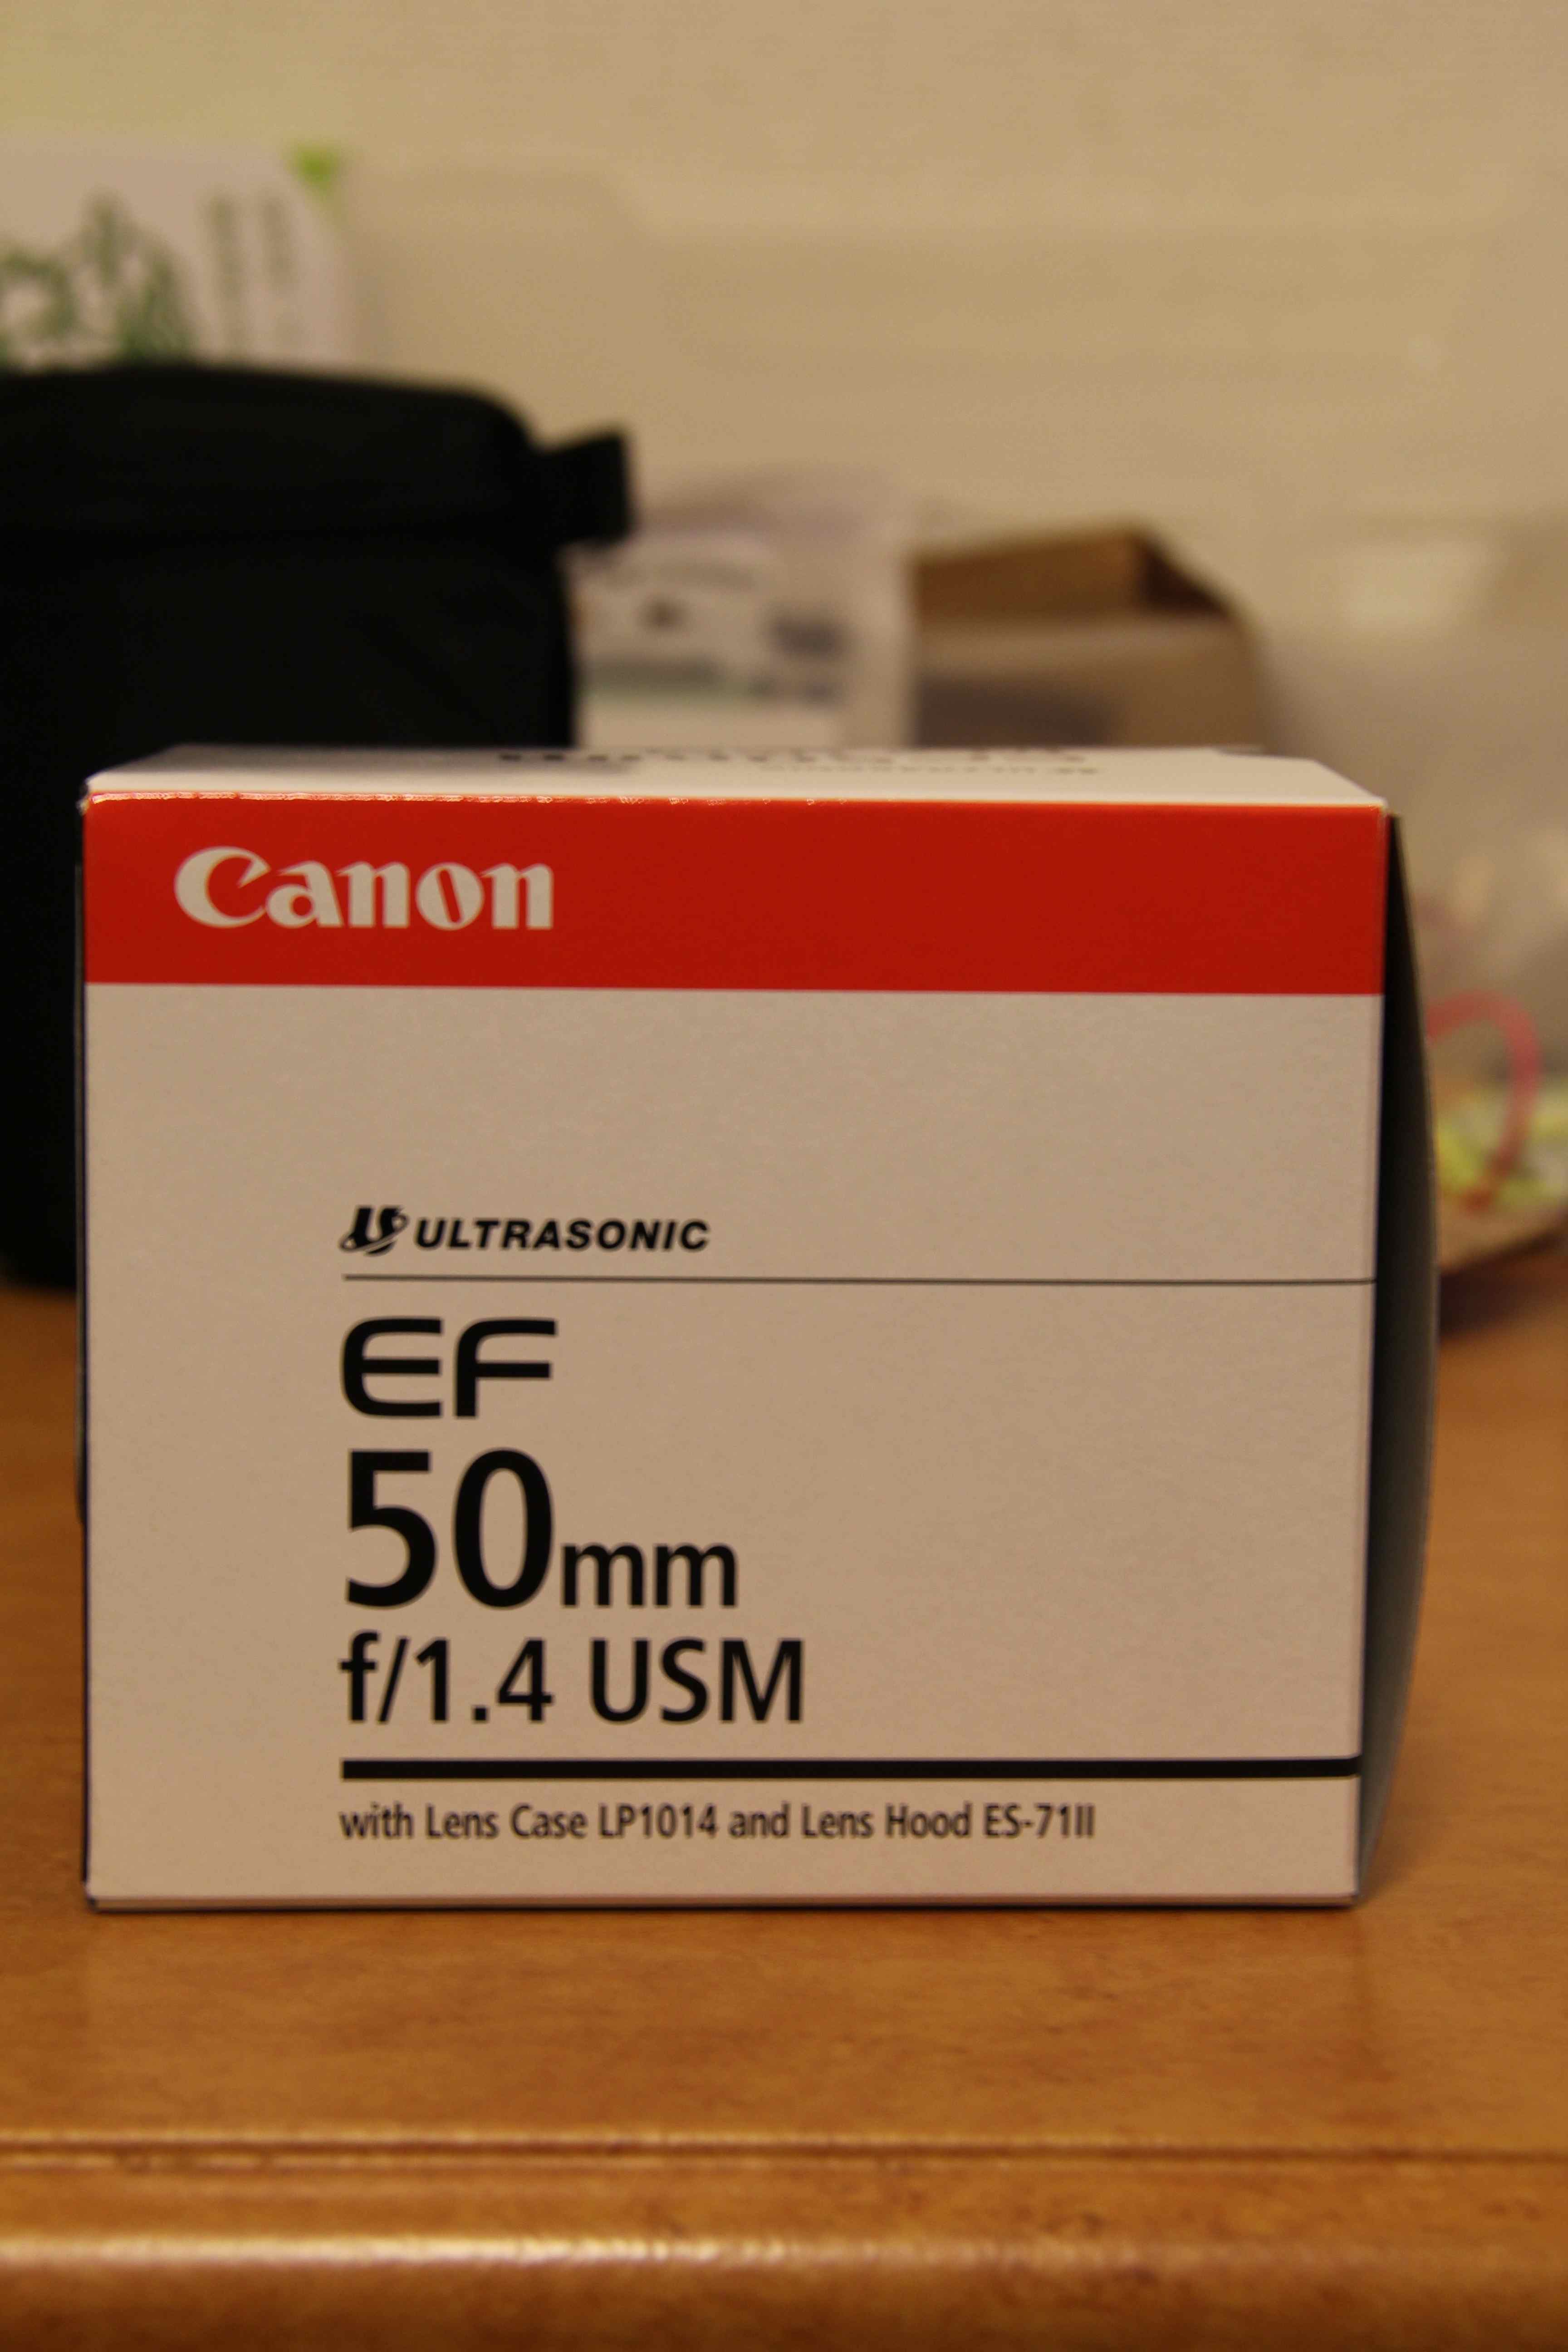 Canon
ULTRASONIC
EF
50mm
f/1.4 USM
with Lens Case LP1014 and Lens Hood ES-71II